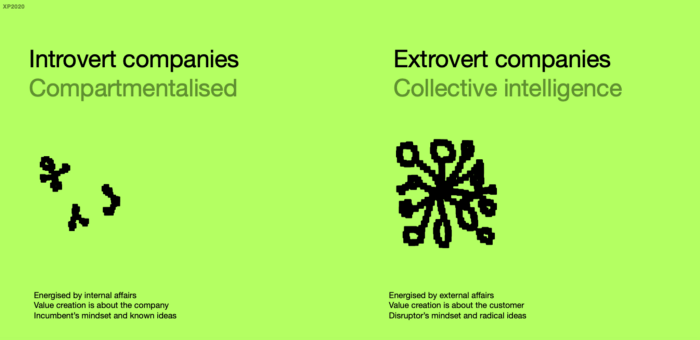 XP2020
Introvert companies
Compartmentalised
Extrovert companies
Collective intelligence
Energised by internal affairs
Value creation is about the company
Incumbent's mindset and known ideas
Energised by external affairs
Value creation is about the customer
Disruptor's mindset and radical ideas